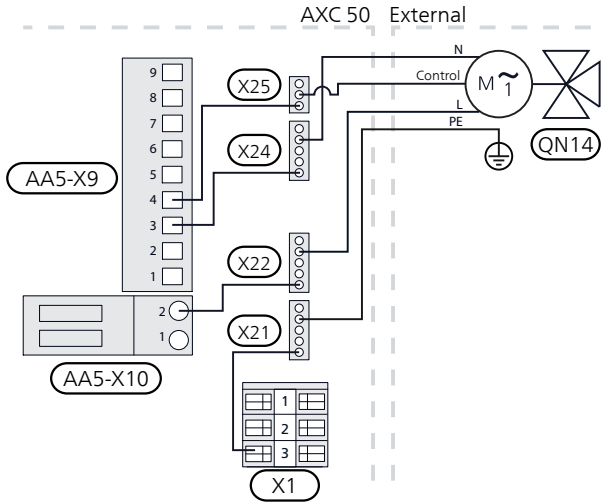 AXC 50 External
N
Control
L
PE
M ~ 1
QN14
X25
X24
X22
X21
AA5-X9
9
8
7
6
5
4
3
2
1
AA5-X10
2
1
1
2
3
X1